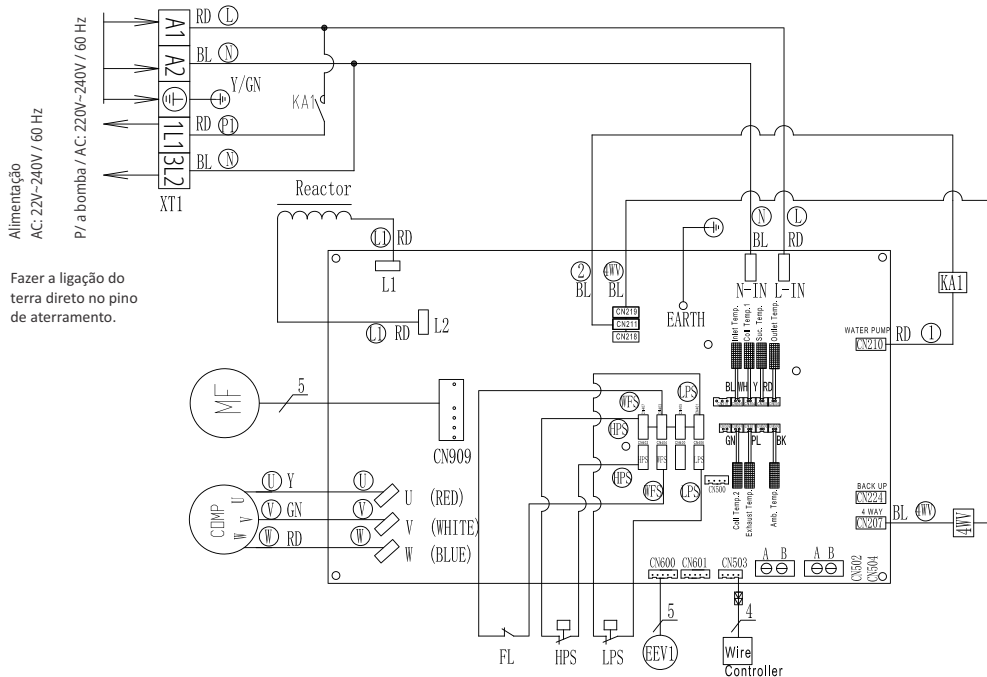 Alimentação
AC: 22V~240V / 60 Hz
P/ a bomba / AC: 220V~240V / 60 Hz
Fazer a ligação do
terra direto no pino
de aterramento.
A1
RD
L
A2
BL
N
Y/GN
1L1
RD
P1
3L2
BL
N
XT1
KA1
Reactor
L1
RD
L1
L1
RD
L2
2
BL
4WV
BL
CN219
CN211
CN218
EARTH
N
BL
N-IN
L
RD
L-IN
Inlet Temp.
Coil Temp.1
Suc. Temp.
Outlet Temp.
BL
WH
Y
RD
GN
PL
BK
Coil Temp.2
Exhaust Temp.
Amb. Temp.
WATER PUMP
CN210
RD
1
KA1
BACK UP
CN224
4 WAY
CN207
BL
4WV
4WV
MF
5
CN909
COMP
U
V
W
U
Y
U
U
(RED)
V
GN
V
V
(WHITE)
W
RD
W
W
(BLUE)
WFS
LPS
HPS
HPS
WFS
LPS
HPS
WFS
LPS
CN500
CN600
CN601
CN503
A
B
A
B
CN502
CN504
FL
HPS
LPS
5
EEV1
4
Wire
Controller